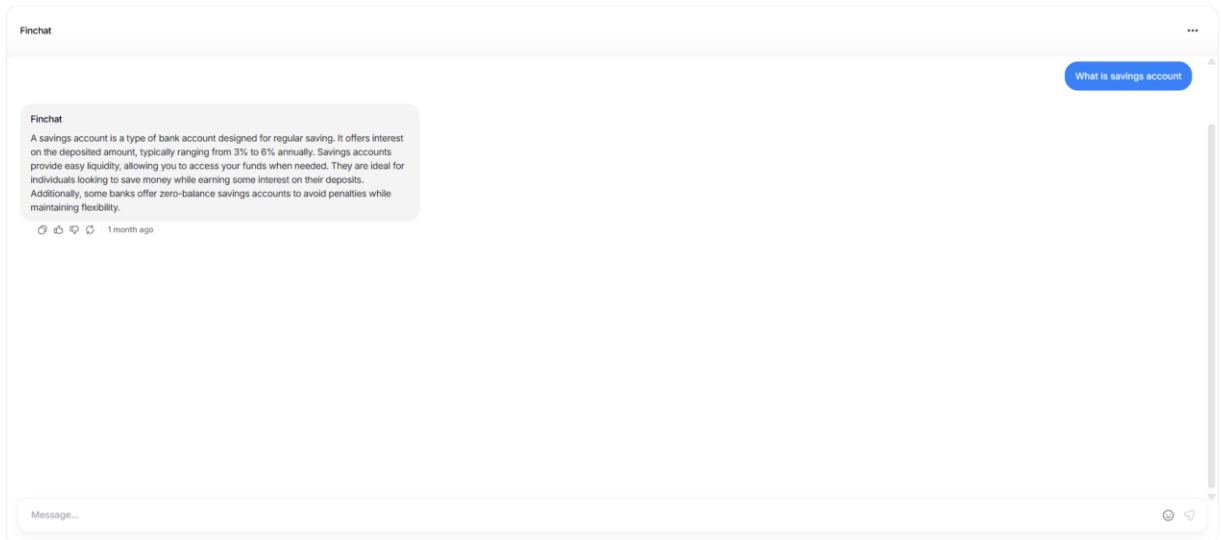 Finchat
What is savings account
Finchat
A savings account is a type of bank account designed for regular saving. It offers interest
on the deposited amount, typically ranging from 3% to 6% annually. Savings accounts
provide easy liquidity, allowing you to access your funds when needed. They are ideal for
individuals looking to save money while earning some interest on their deposits.
Additionally, some banks offer zero-balance savings accounts to avoid penalties while
maintaining flexibility.
1 month ago
Message...